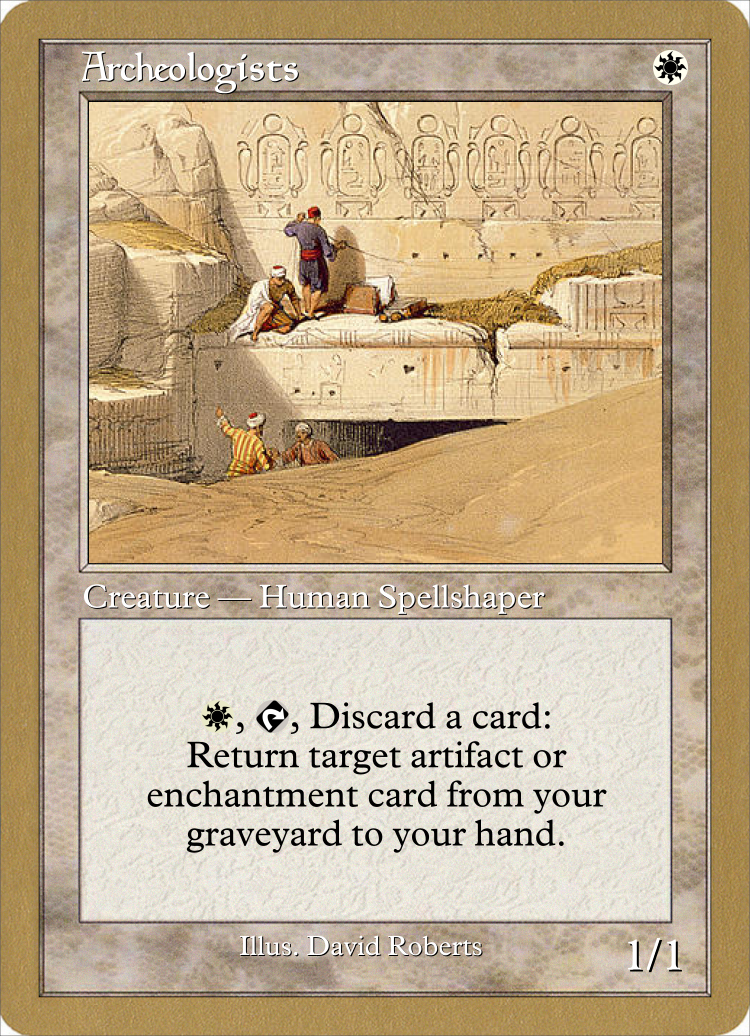 Archeologists
Creature — Human Spellshaper
, , Discard a card:
Return target artifact or
enchantment card from your
graveyard to your hand.
Illus. David Roberts
1/1